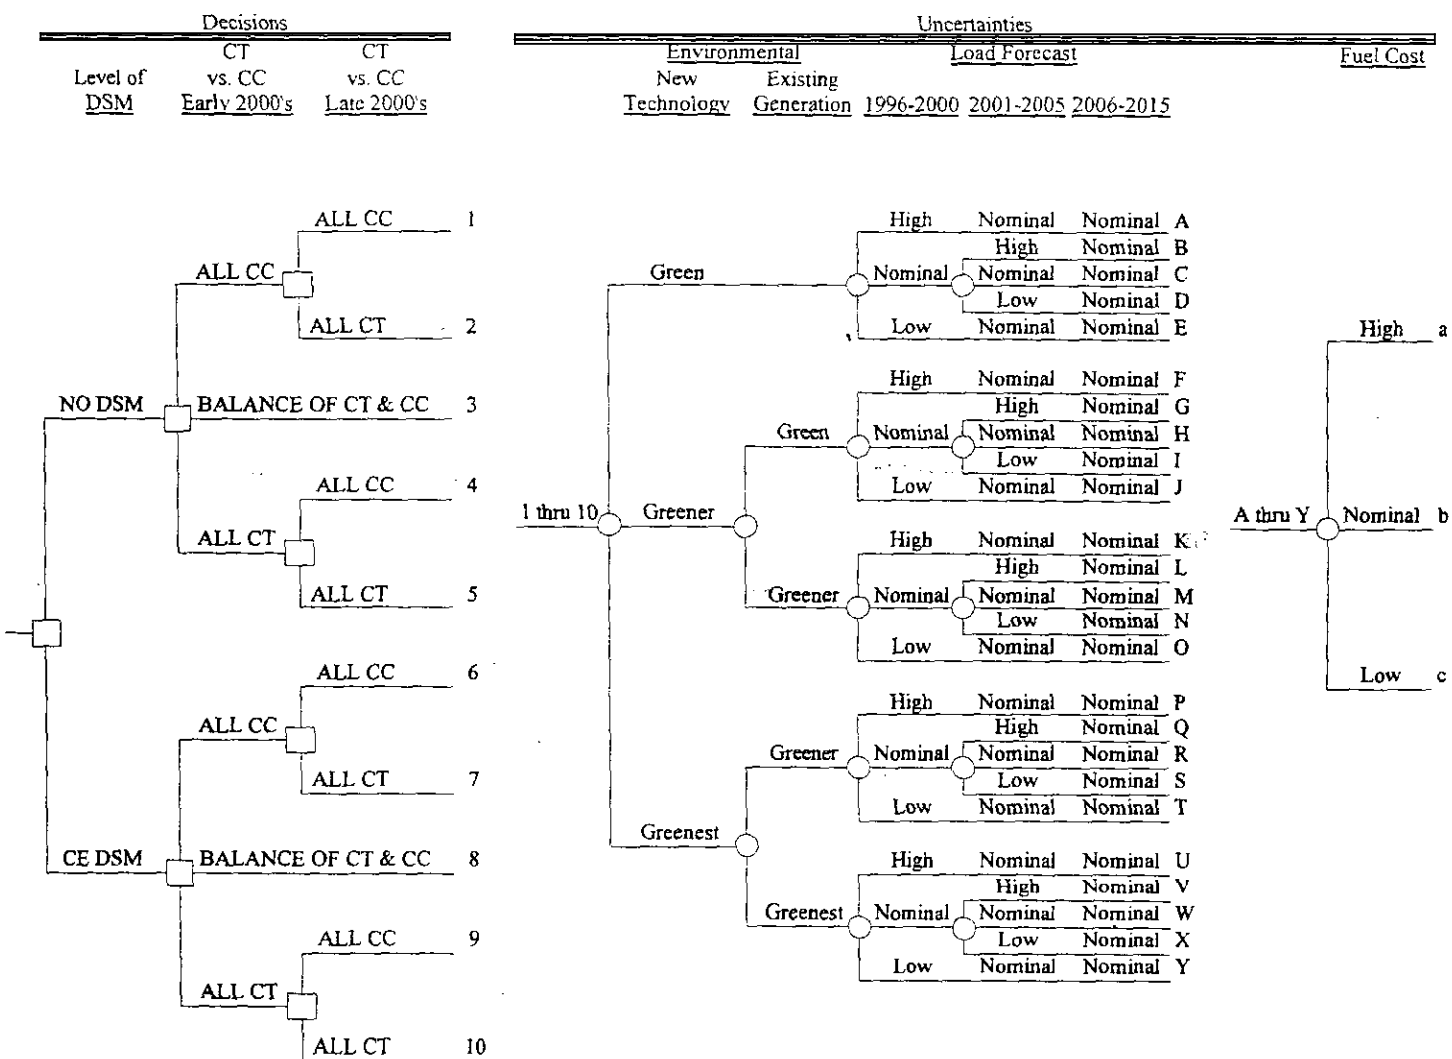 Decisions
Uncertainties
CT CT
Environmental Load Forecast Fuel Cost
Level of vs. CC vs. CC
New Existing
DSM Early 2000's Late 2000's
Technology Generation 1996-2000 2001-2005 2006-2015
ALL CC 1
ALL CC
ALL CT 2
NO DSM BALANCE OF CT & CC 3
ALL CC 4
ALL CT
ALL CT 5
ALL CC 6
ALL CC
ALL CT 7
CE DSM BALANCE OF CT & CC 8
ALL CC 9
ALL CT
ALL CT 10
1 thru 10
Green
High Nominal Nominal A
High Nominal B
Nominal Nominal Nominal C
Low Nominal D
Low Nominal Nominal E
Greener
Green
High Nominal Nominal F
High Nominal G
Nominal Nominal Nominal H
Low Nominal I
Low Nominal Nominal J
Greener
High Nominal Nominal K
High Nominal L
Nominal Nominal Nominal M
Low Nominal N
Low Nominal Nominal O
Greenest
Greener
High Nominal Nominal P
High Nominal Q
Nominal Nominal Nominal R
Low Nominal S
Low Nominal Nominal T
Greenest
High Nominal Nominal U
High Nominal V
Nominal Nominal Nominal W
Low Nominal X
Low Nominal Nominal Y
A thru Y
High a
Nominal b
Low c